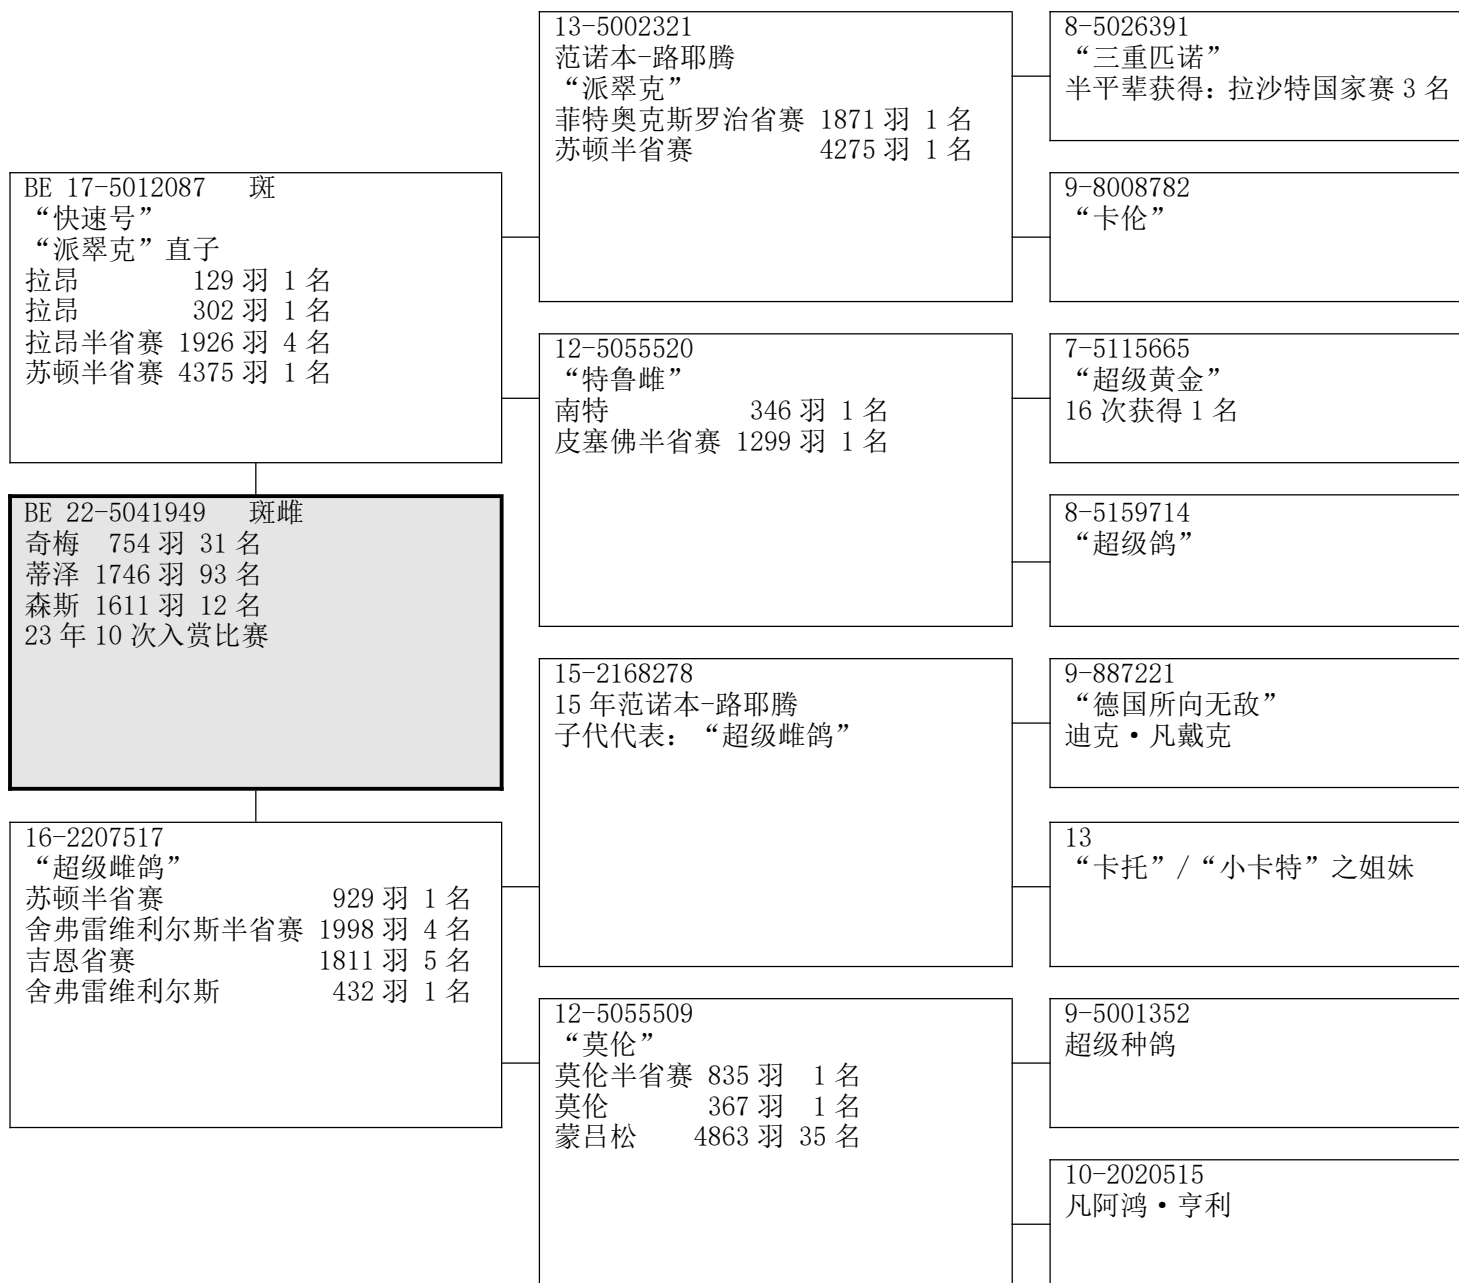 BE 17-5012087 斑
“快速号”
“派翠克”直子
拉昂 129 羽 1 名
拉昂 302 羽 1 名
拉昂半省赛 1926 羽 4 名
苏顿半省赛 4375 羽 1 名
BE 22-5041949 斑雌
奇梅 754 羽 31 名
蒂泽 1746 羽 93 名
森斯 1611 羽 12 名
23 年 10 次入赏比赛
16-2207517
“超级雌鸽”
苏顿半省赛 929 羽 1 名
舍弗雷维利尔斯半省赛 1998 羽 4 名
吉恩省赛 1811 羽 5 名
舍弗雷维利尔斯 432 羽 1 名
13-5002321
范诺本-路耶腾
“派翠克”
菲特奥克斯罗治省赛 1871 羽 1 名
苏顿半省赛 4275 羽 1 名
12-5055520
“特鲁雌”
南特 346 羽 1 名
皮塞佛半省赛 1299 羽 1 名
15-2168278
15 年范诺本-路耶腾
子代代表：“超级雌鸽”
12-5055509
“莫伦”
莫伦半省赛 835 羽 1 名
莫伦 367 羽 1 名
蒙吕松 4863 羽 35 名
8-5026391
“三重匹诺”
半平辈获得：拉沙特国家赛 3 名
9-8008782
“卡伦”
7-5115665
“超级黄金”
16 次获得 1 名
8-5159714
“超级鸽”
9-887221
“德国所向无敌”
迪克•凡戴克
13
“卡托”/“小卡特”之姐妹
9-5001352
超级种鸽
10-2020515
凡阿鸿•亨利